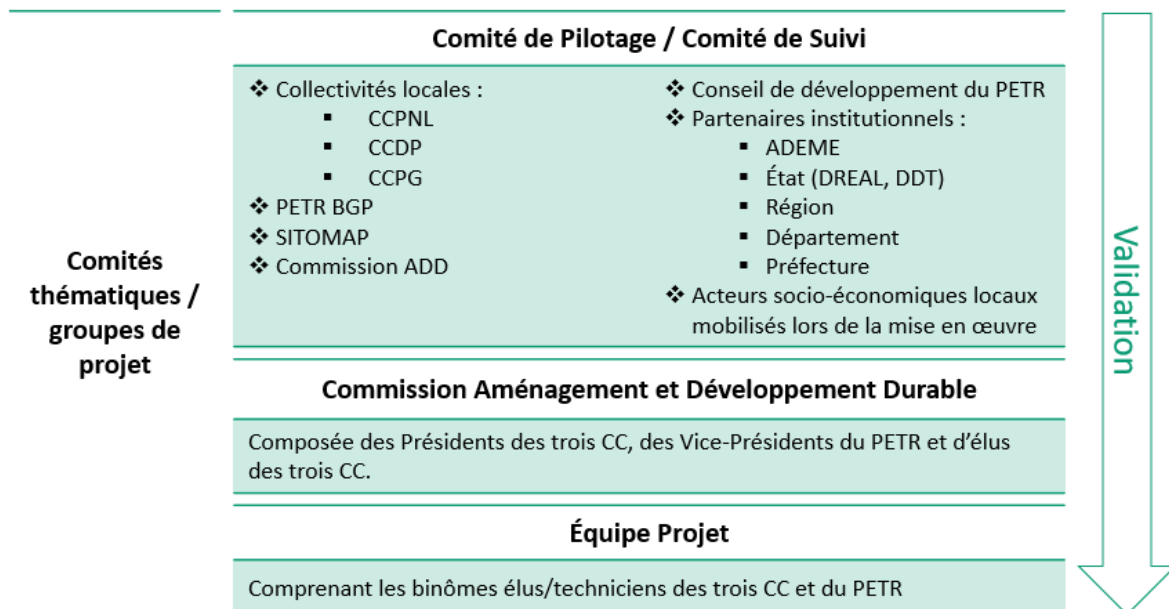 Comité de Pilotage / Comité de Suivi
❖ Collectivités locales :
▪ CCPNL
▪ CCDP
▪ CCPG
❖ PETR BGP
❖ SITOMAP
❖ Commission ADD
❖ Conseil de développement du PETR
❖ Partenaires institutionnels :
▪ ADEME
▪ État (DREAL, DDT)
▪ Région
▪ Département
▪ Préfecture
❖ Acteurs socio-économiques locaux
mobilisés lors de la mise en œuvre
Comités
thématiques /
groupes de
projet
Commission Aménagement et Développement Durable
Composée des Présidents des trois CC, des Vice-Présidents du PETR et d’élus
des trois CC.
Équipe Projet
Comprenant les binômes élus/techniciens des trois CC et du PETR
Validation